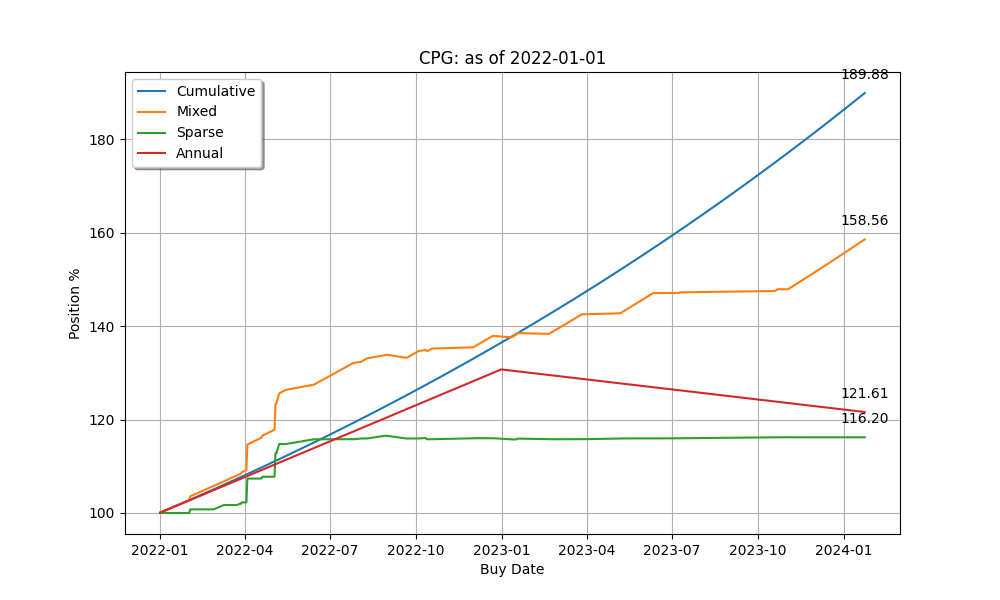 CPG: as of 2022-01-01
Cumulative
Mixed
Sparse
Annual
189.88
158.56
121.61
116.20
Position %
180
160
140
120
100
2022-01 2022-04 2022-07 2022-10 2023-01 2023-04 2023-07 2023-10 2024-01
Buy Date